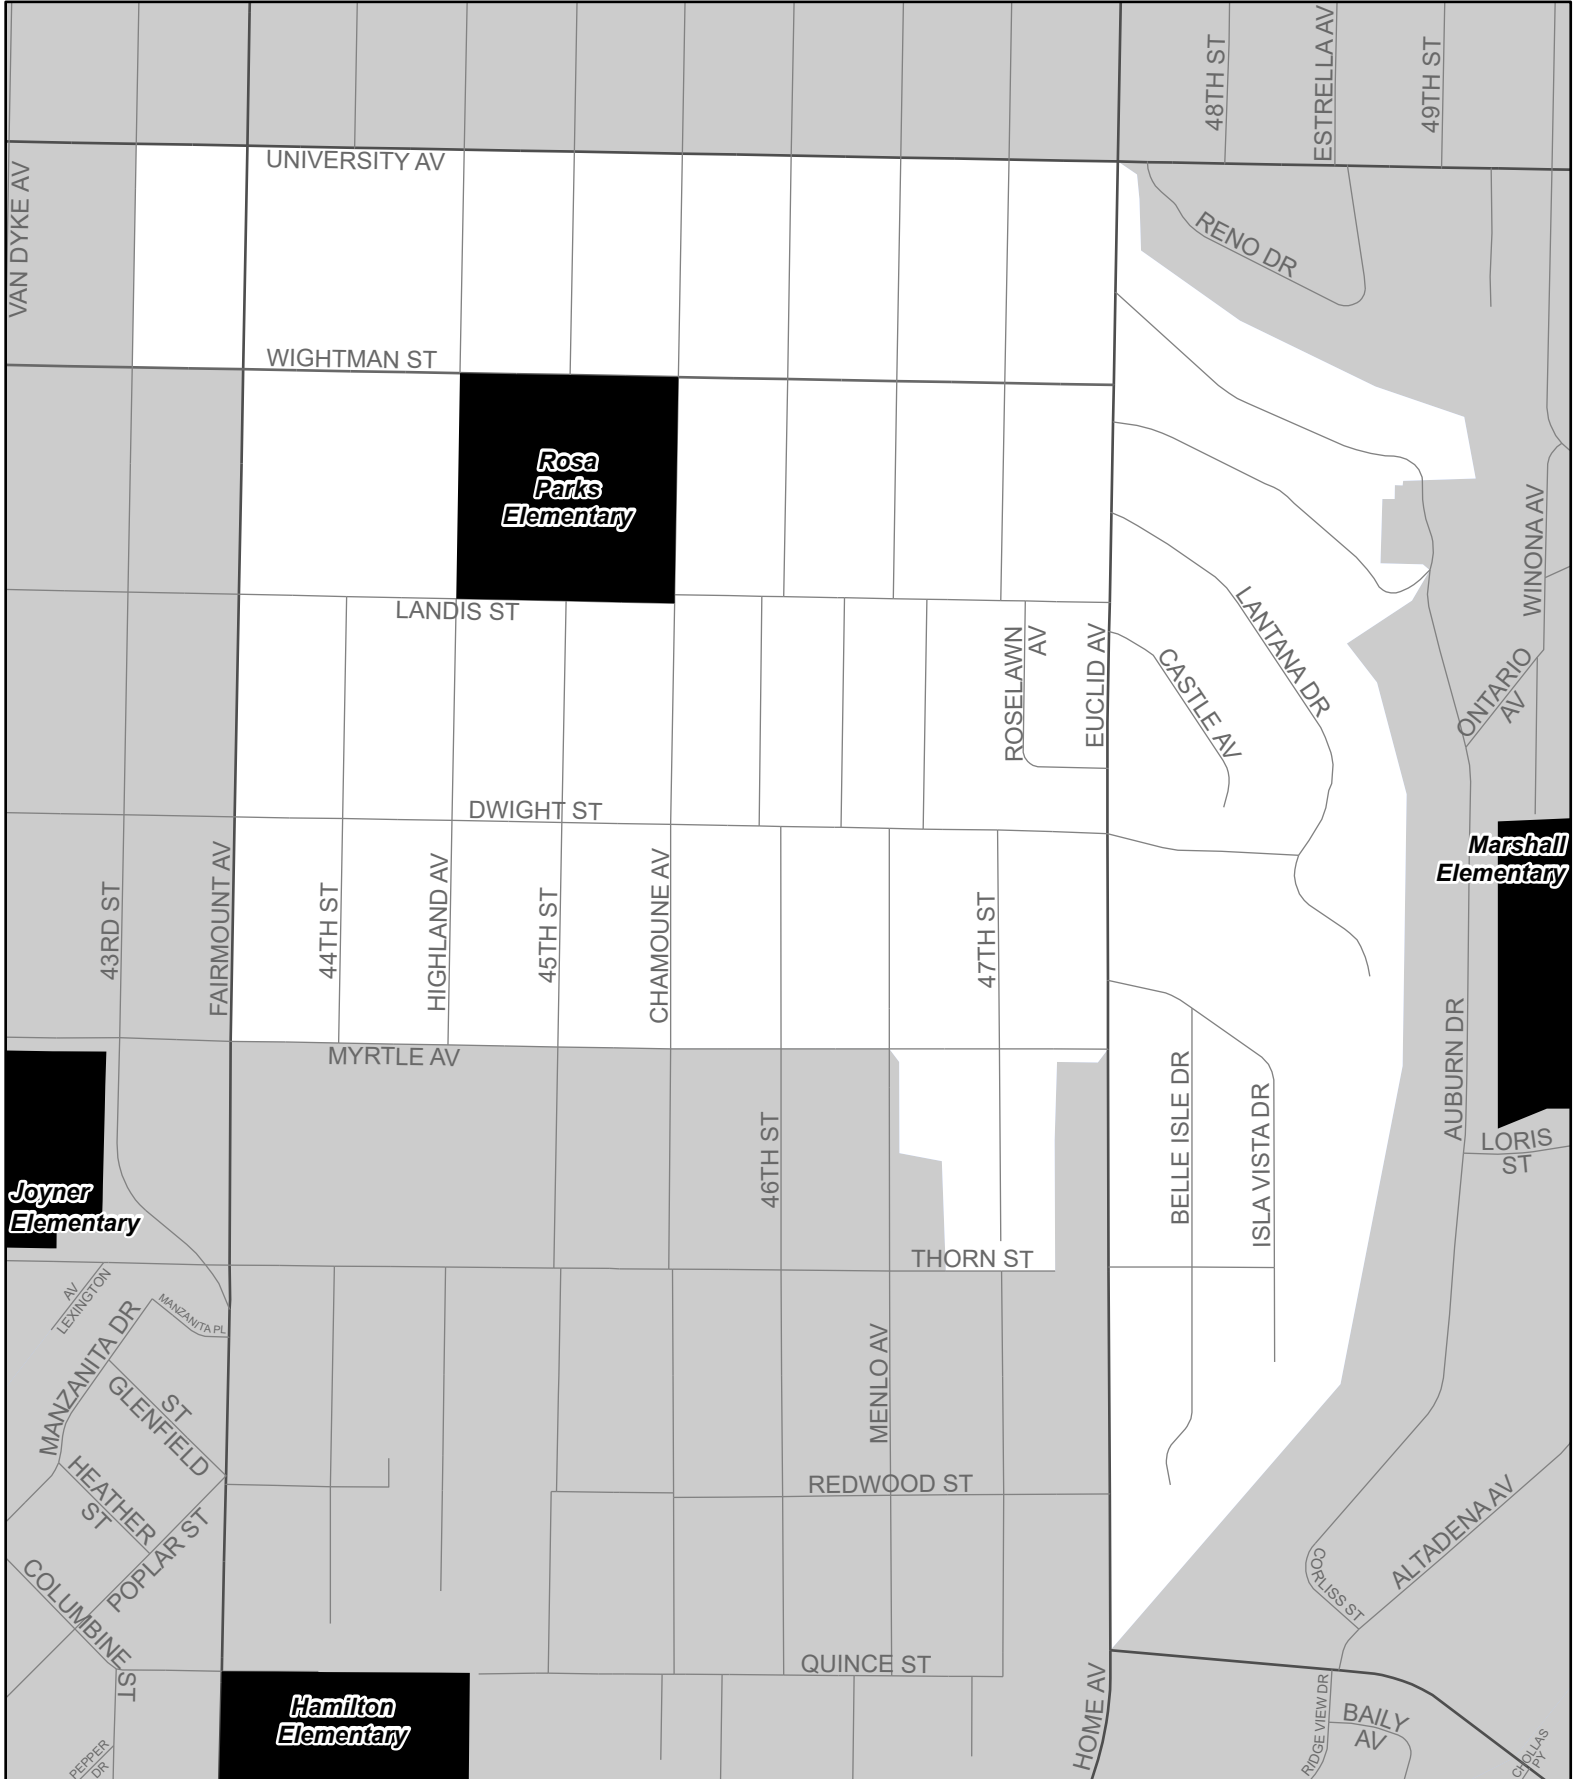 48TH ST
ESTRELLA AV
49TH ST
UNIVERSITY AV
VAN DYKE AV
RENO DR
WIGHTMAN ST
Rosa
Parks
Elementary
WINONA AV
LANDIS ST
ROSELAWN
AV
EUCLID AV
CASTLE AV
LANTANA DR
ONTARIO
AV
DWIGHT ST
43RD ST
FAIRMOUNT AV
44TH ST
HIGHLAND AV
45TH ST
CHAMOUNE AV
47TH ST
Marshall
Elementary
MYRTLE AV
AUBURN DR
BELLE ISLE DR
ISLA VISTA DR
46TH ST
LORIS
ST
Joyner
Elementary
THORN ST
AV
LEXINGTON
MANZANITA DR
MANZANITA PL
ST
GLENFIELD
MENLO AV
HEATHER
ST
POPLAR ST
REDWOOD ST
ALTADENA AV
CORLISS ST
COLUMBINE
ST
QUINCE ST
Hamilton
Elementary
HOME AV
RIDGE VIEW DR
BAILY
AV
PEPPER
DR
CHOLLAS
PY